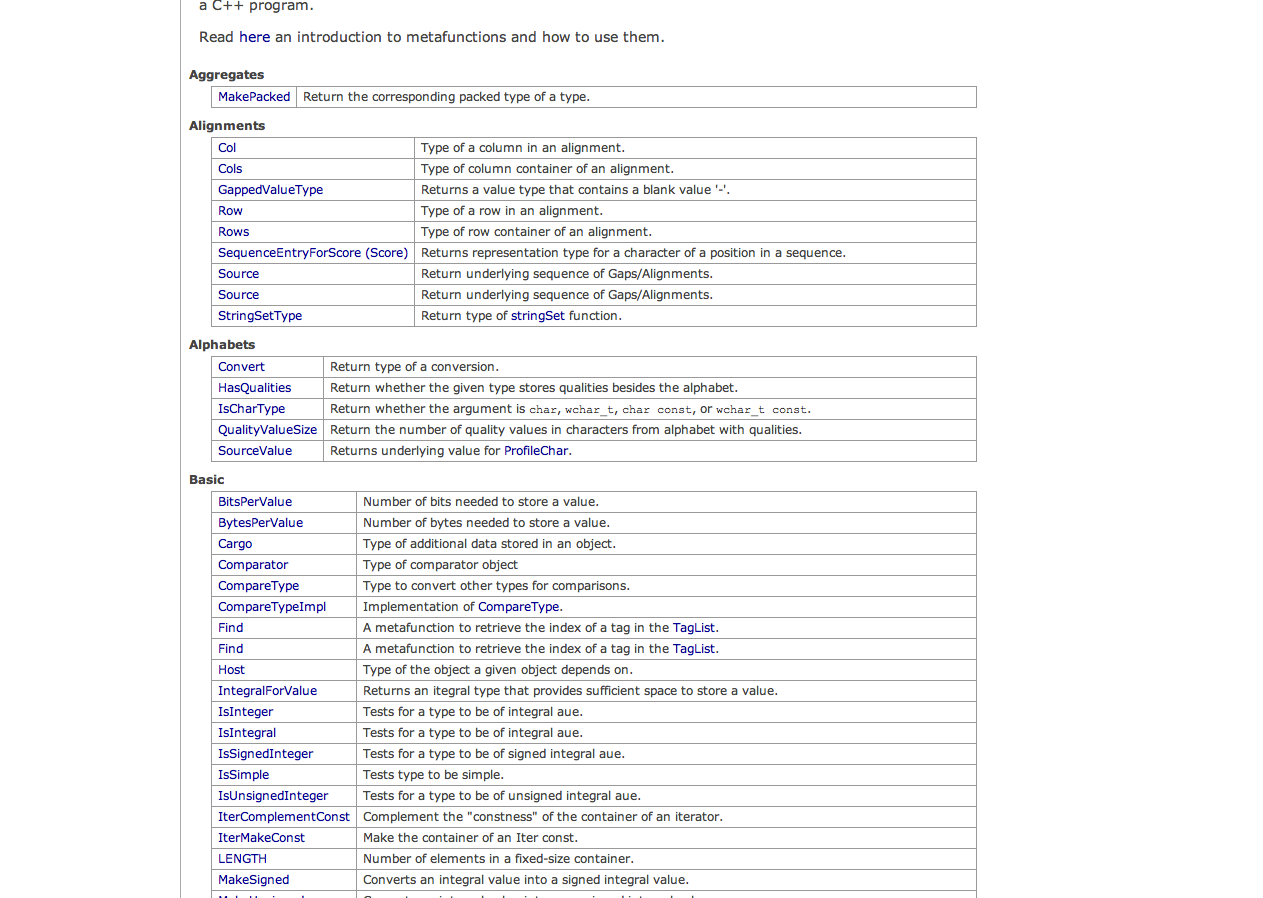 a C++ program.
Read here an introduction to metafunctions and how to use them.
Aggregates
MakePacked Return the corresponding packed type of a type.
Alignments
Col Type of a column in an alignment.
Cols Type of column container of an alignment.
GappedValueType Returns a value type that contains a blank value '-'.
Row Type of a row in an alignment.
Rows Type of row container of an alignment.
SequenceEntryForScore (Score) Returns representation type for a character of a position in a sequence.
Source Return underlying sequence of Gaps/Alignments.
Source Return underlying sequence of Gaps/Alignments.
StringSetType Return type of stringSet function.
Alphabets
Convert Return type of a conversion.
HasQualities Return whether the given type stores qualities besides the alphabet.
IsCharType Return whether the argument is char, wchar_t, char const, or wchar_t const.
QualityValueSize Return the number of quality values in characters from alphabet with qualities.
SourceValue Returns underlying value for ProfileChar.
Basic
BitsPerValue Number of bits needed to store a value.
BytesPerValue Number of bytes needed to store a value.
Cargo Type of additional data stored in an object.
Comparator Type of comparator object
CompareType Type to convert other types for comparisons.
CompareTypeImpl Implementation of CompareType.
Find A metafunction to retrieve the index of a tag in the TagList.
Find A metafunction to retrieve the index of a tag in the TagList.
Host Type of the object a given object depends on.
IntegralForValue Returns an itegral type that provides sufficient space to store a value.
IsInteger Tests for a type to be of integral aue.
IsIntegral Tests for a type to be of integral aue.
IsSignedInteger Tests for a type to be of signed integral aue.
IsSimple Tests type to be simple.
IsUnsignedInteger Tests for a type to be of unsigned integral aue.
IterComplementConst Complement the "constness" of the container of an iterator.
IterMakeConst Make the container of an Iter const.
LENGTH Number of elements in a fixed-size container.
MakeSigned Converts an integral value into a signed integral value.